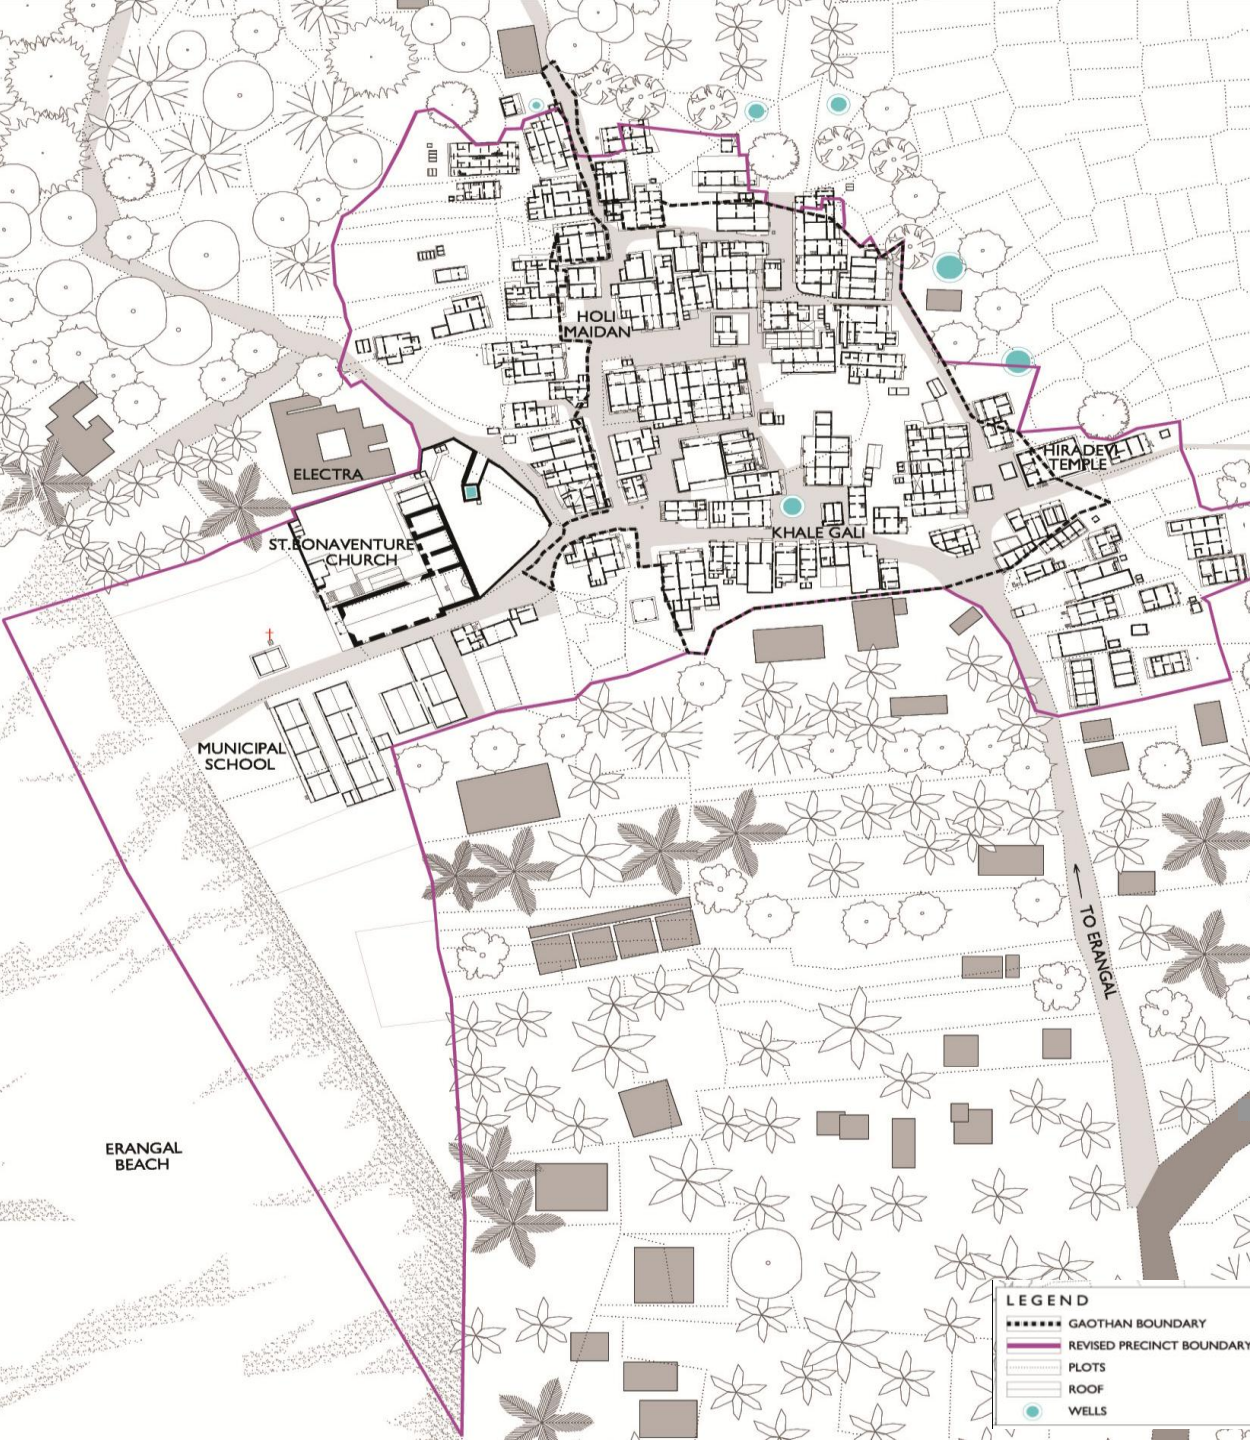 HOLI
MAIDAN
HIRADEVI
TEMPLE
ELECTRA
KHALE GALI
ST.BONAVENTURE
CHURCH
MUNICIPAL
SCHOOL
TO ERANGAL
ERANGAL
BEACH
LEGEND
GAOTHAN BOUNDARY
REVISED PRECINCT BOUNDARY
PLOTS
ROOF
WELLS